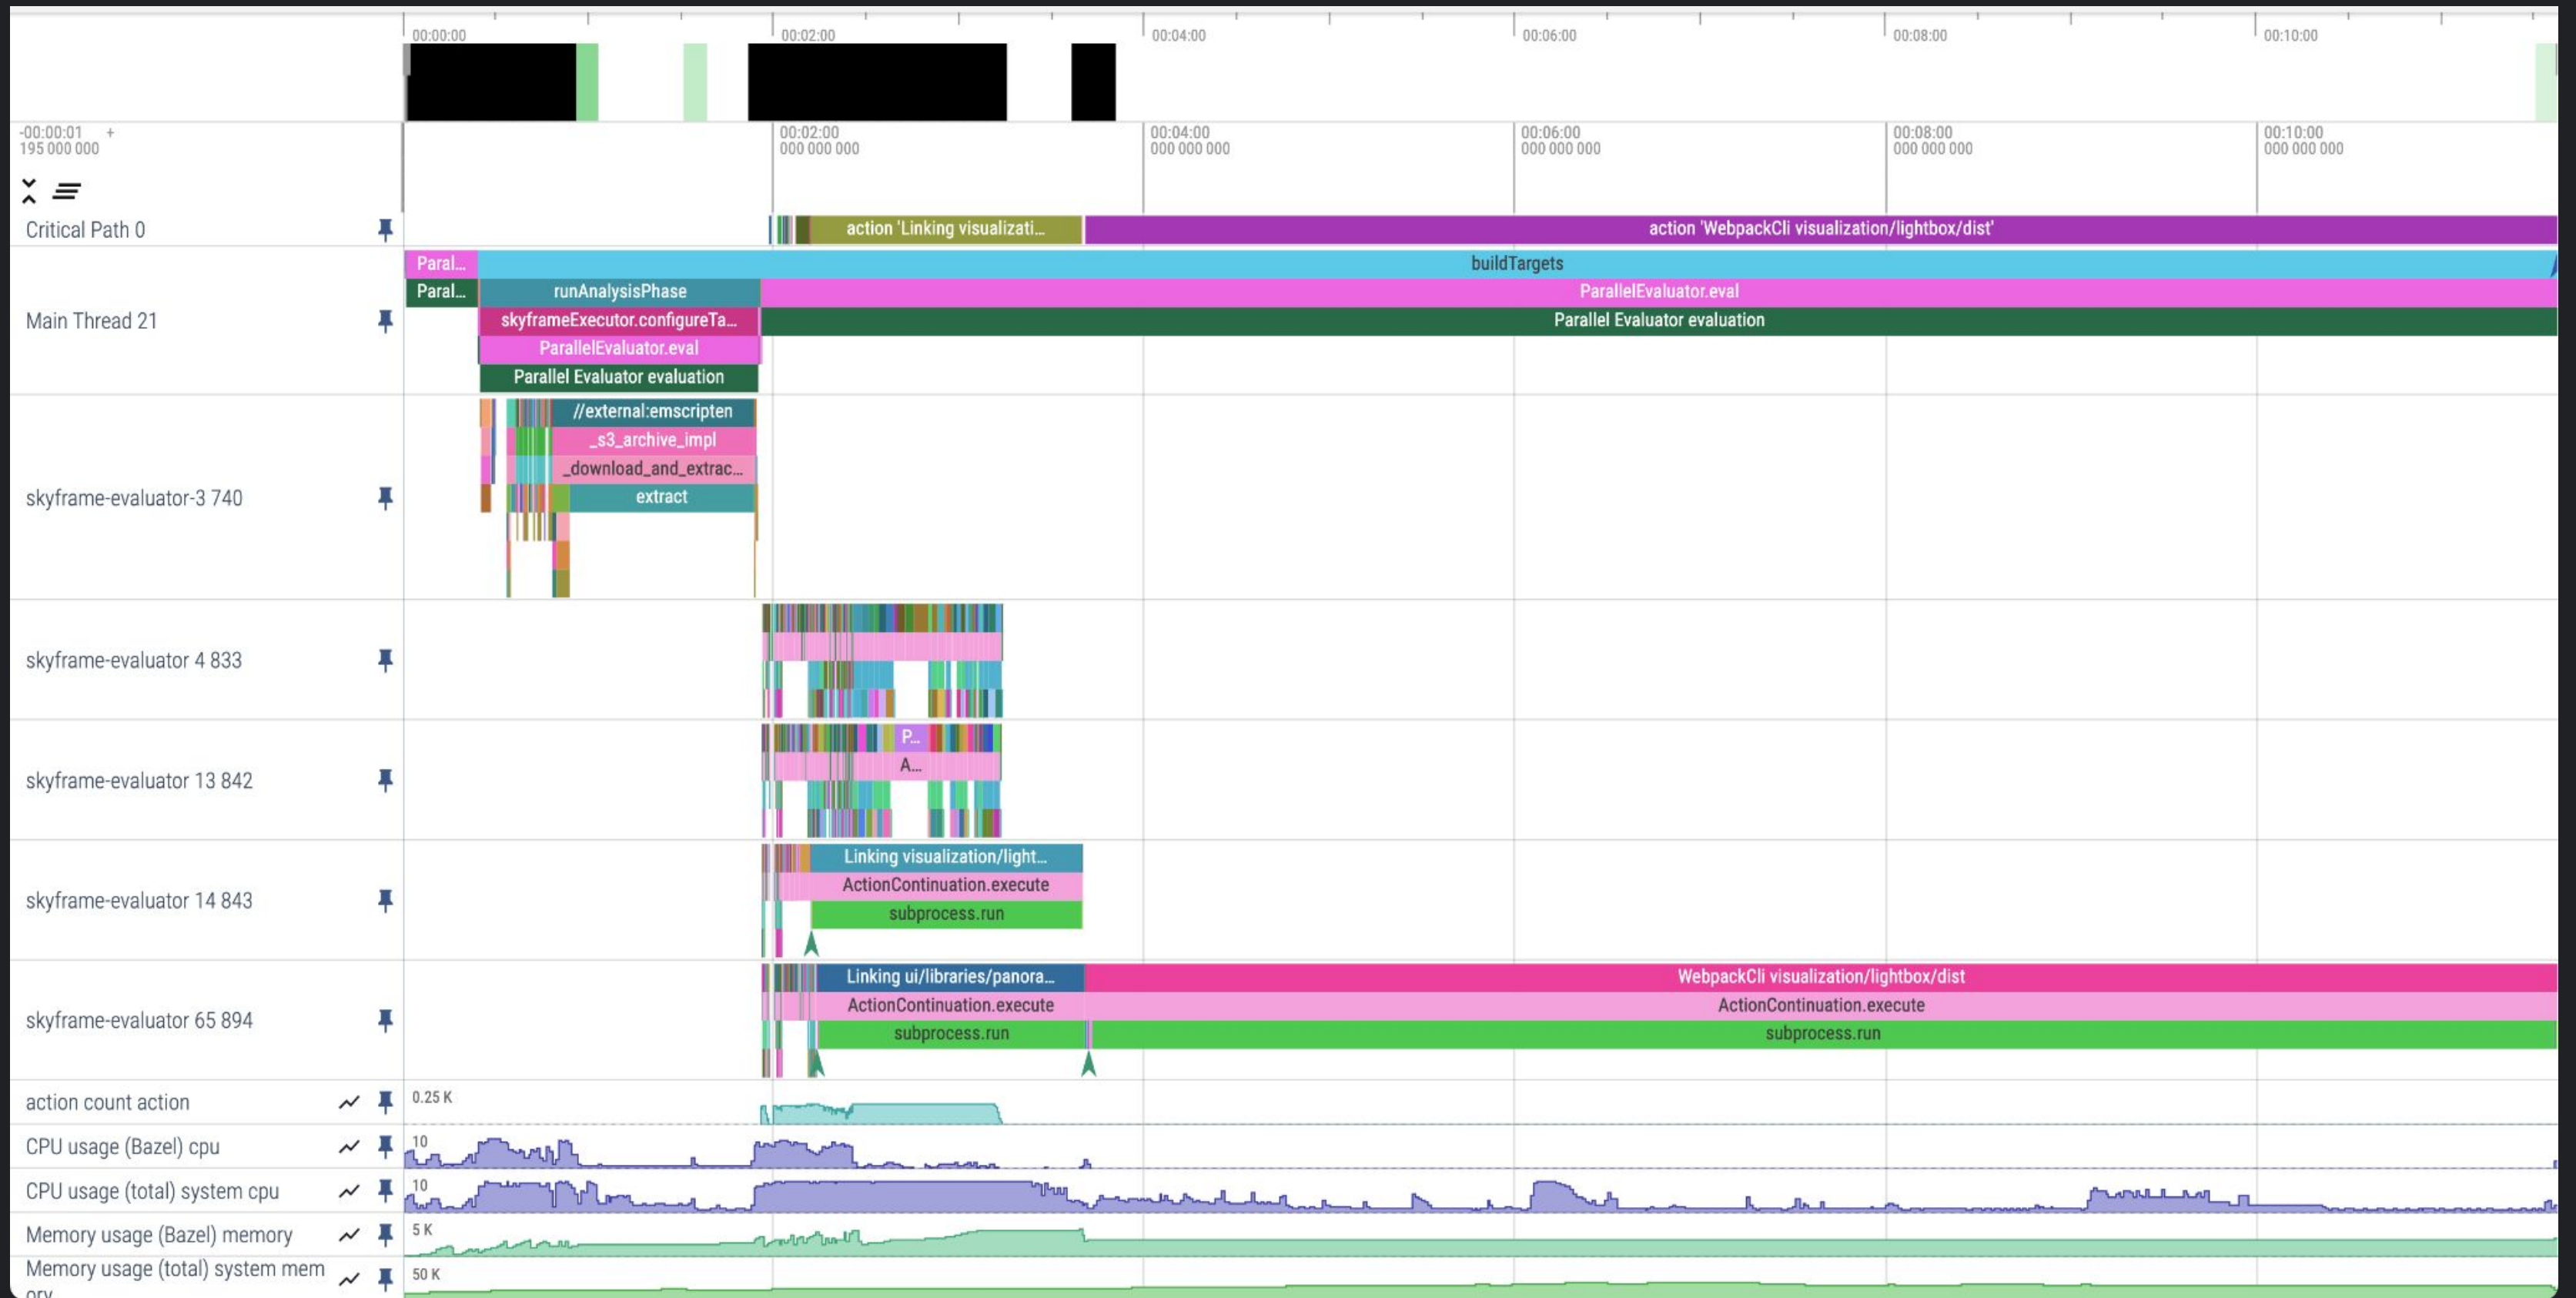 00:00:00 00:02:00 00:04:00 00:06:00 00:08:00 00:10:00
-00:00:01 + 00:02:00 00:04:00 00:06:00 00:08:00 00:10:00
195 000 000 000 000 000 000 000 000 000 000 000 000 000 000 000 000 000
Critical Path 0 action 'Linking visualizati... action 'WebpackCli visualization/lightbox/dist'
Paral... buildTargets
Paral... runAnalysisPhase ParallelEvaluator.eval
Main Thread 21 skyframeExecutor.configureTa... Parallel Evaluator evaluation
ParallelEvaluator.eval
Parallel Evaluator evaluation
//external:emscripten
_s3_archive_impl
_download_and_extrac...
skyframe-evaluator-3 740 extract
skyframe-evaluator 4 833
P...
A...
skyframe-evaluator 13 842
Linking visualization/light...
ActionContinuation.execute
skyframe-evaluator 14 843 subprocess.run
Linking ui/libraries/panora... WebpackCli visualization/lightbox/dist
ActionContinuation.execute ActionContinuation.execute
skyframe-evaluator 65 894 subprocess.run subprocess.run
action count action 0.25 K
CPU usage (Bazel) cpu 10
CPU usage (total) system cpu 10
Memory usage (Bazel) memory 5 K
Memory usage (total) system mem 50 K
ory